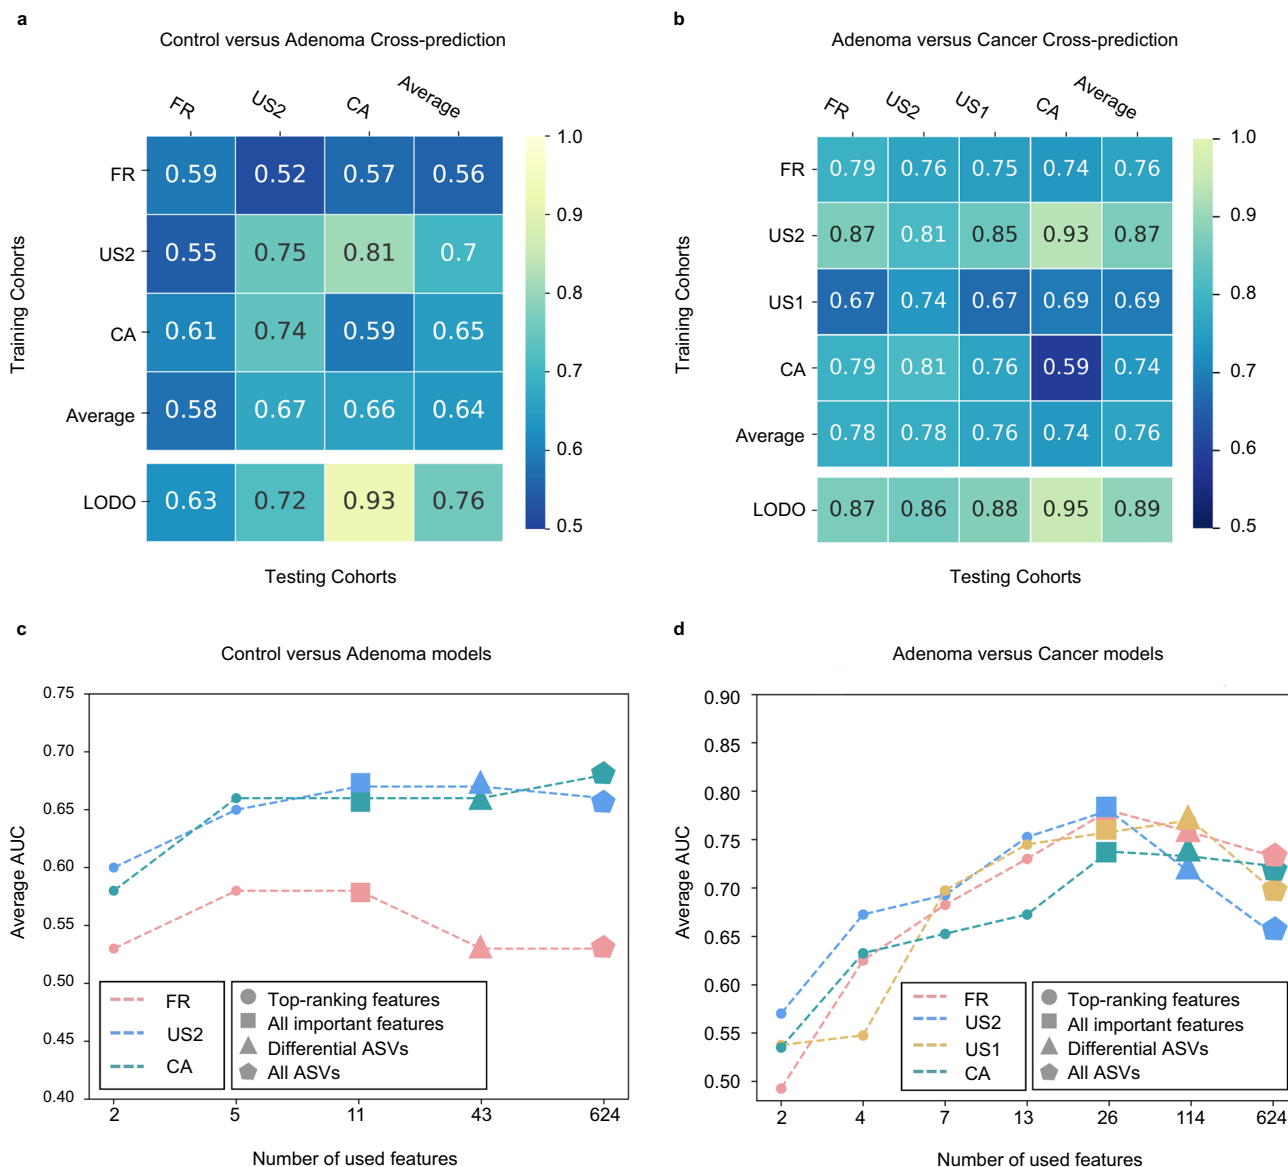 a
Control versus Adenoma Cross-prediction
FR US2 CA Average
FR 0.59 0.52 0.57 0.56
US2 0.55 0.75 0.81 0.7
CA 0.61 0.74 0.59 0.65
Average 0.58 0.67 0.66 0.64
LODO 0.63 0.72 0.93 0.76
Training Cohorts
Testing Cohorts
1.0
0.9
0.8
0.7
0.6
0.5
b
Adenoma versus Cancer Cross-prediction
FR US2 US1 CA Average
FR 0.79 0.76 0.75 0.74 0.76
US2 0.87 0.81 0.85 0.93 0.87
US1 0.67 0.74 0.67 0.69 0.69
CA 0.79 0.81 0.76 0.59 0.74
Average 0.78 0.78 0.76 0.74 0.76
LODO 0.87 0.86 0.88 0.95 0.89
Training Cohorts
Testing Cohorts
1.0
0.9
0.8
0.7
0.6
0.5
c
Control versus Adenoma models
0.75
0.70
0.65
0.60
0.55
0.50
0.45
0.40
Average AUC
FR
US2
CA
Top-ranking features
All important features
Differential ASVs
All ASVs
2 5 11 43 624
Number of used features
d
Adenoma versus Cancer models
0.90
0.85
0.80
0.75
0.70
0.65
0.60
0.55
0.50
Average AUC
FR
US2
US1
CA
Top-ranking features
All important features
Differential ASVs
All ASVs
2 4 7 13 26 114 624
Number of used features